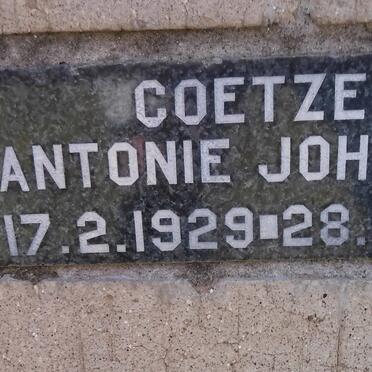 COETZE
ANTONIE JOH
17.2.1929-28.